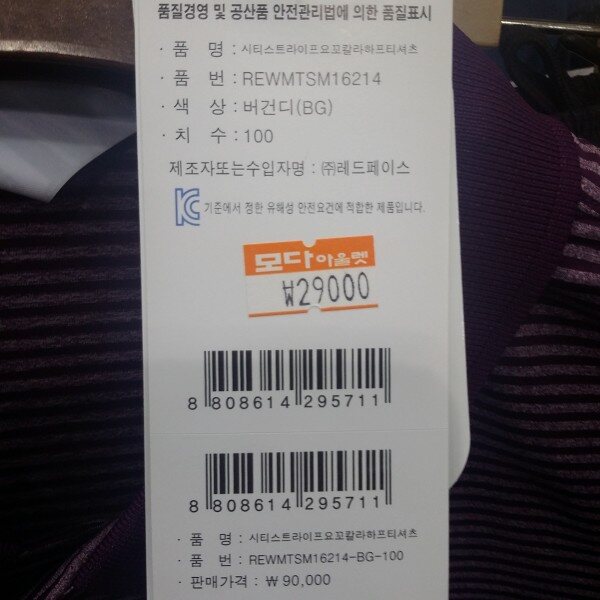 품질경영 및 공산품 안전관리법에 의한 품질표시
· 품 명 : 시티스트라이프요꼬칼라하프티셔츠
· 품 번 : REWMTSM16214
· 색 상 : 버건디(BG)
· 치 수 : 100
제조자또는수입자명 : ㈜레드페이스
KC 기준에서 정한 유해성 안전요건에 적합한 제품입니다.
모다아울렛
₩29000
8 808614 295711
8 808614 295711
· 품 명 : 시티스트라이프요꼬칼라하프티셔츠
· 품 번 : REWMTSM16214-BG-100
· 판매가격 : ₩ 90,000